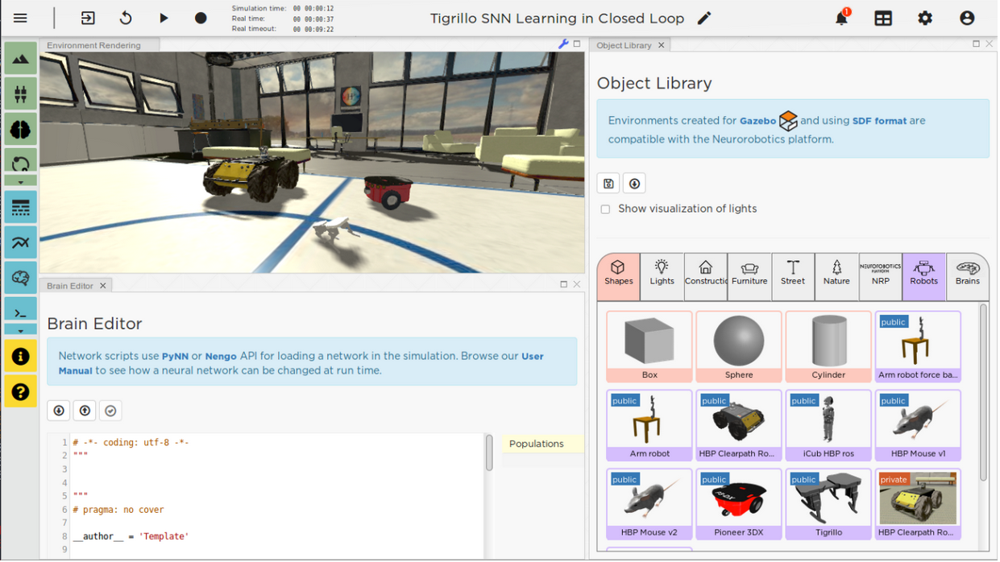 Simulation time: 00 00:00:12
Real time: 00 00:00:37
Real timeout: 00 00:09:22
Tigrillo SNN Learning in Closed Loop
1
Environment Rendering
Object Library
Object Library
Environments created for Gazebo and using SDF format are
compatible with the Neurorobotics platform.
Show visualization of lights
Shapes
Lights
Constructic
Furniture
Street
Nature
NEUROROBOTICS
PLATFORM
NRP
Robots
Brains
Box
Sphere
Cylinder
public
Arm robot force ba...
public
Arm robot
public
HBP Clearpath Ro...
public
iCub HBP ros
public
HBP Mouse v1
public
HBP Mouse v2
public
Pioneer 3DX
public
Tigrillo
private
HBP Clearpath Ro...
Brain Editor
Brain Editor
Network scripts use PyNN or Nengo API for loading a network in the simulation. Browse our User
Manual to see how a neural network can be changed at run time.
1 # -*- coding: utf-8 -*-
2 """
3
4
5 """
6 # pragma: no cover
7
8 __author__ = 'Template'
9
Populations